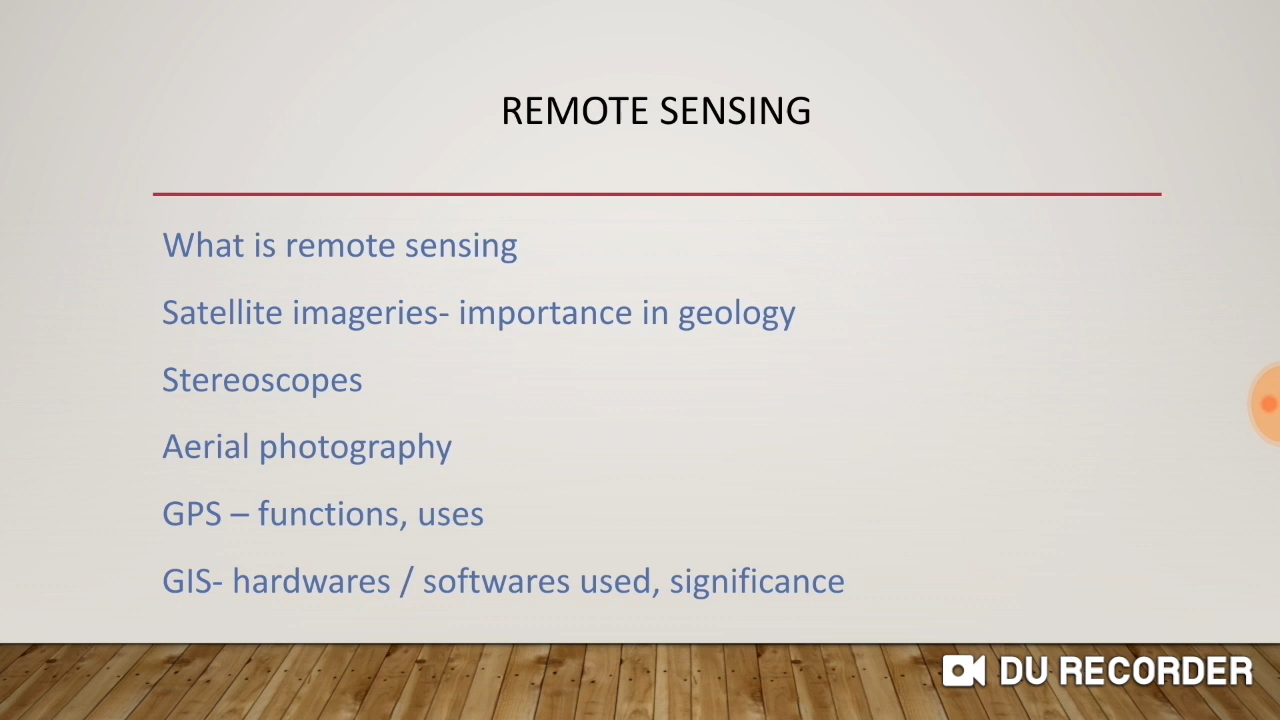 REMOTE SENSING
What is remote sensing
Satellite imageries- importance in geology
Stereoscopes
Aerial photography
GPS – functions, uses
GIS- hardwares / softwares used, significance
DU RECORDER